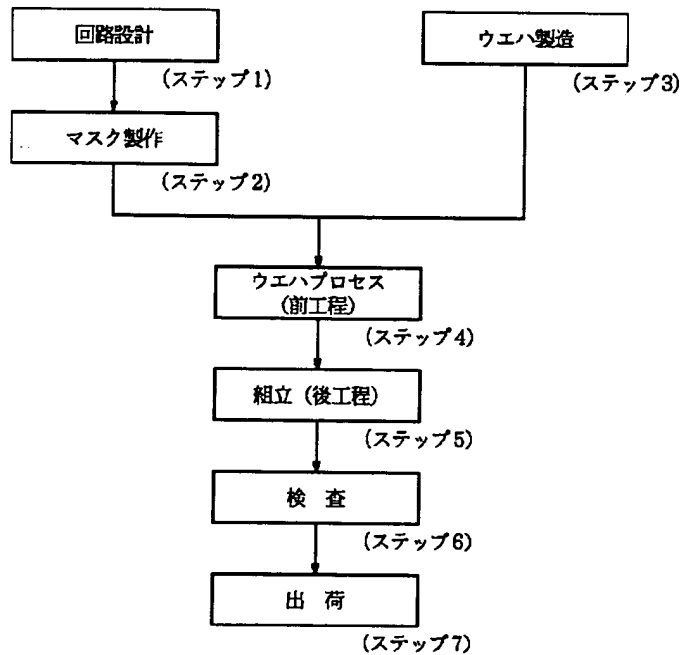 回路設計
(ステップ1)
ウエハ製造
(ステップ3)
マスク製作
(ステップ2)
ウエハプロセス
(前工程)
(ステップ4)
組立 (後工程)
(ステップ5)
検 査
(ステップ6)
出 荷
(ステップ7)